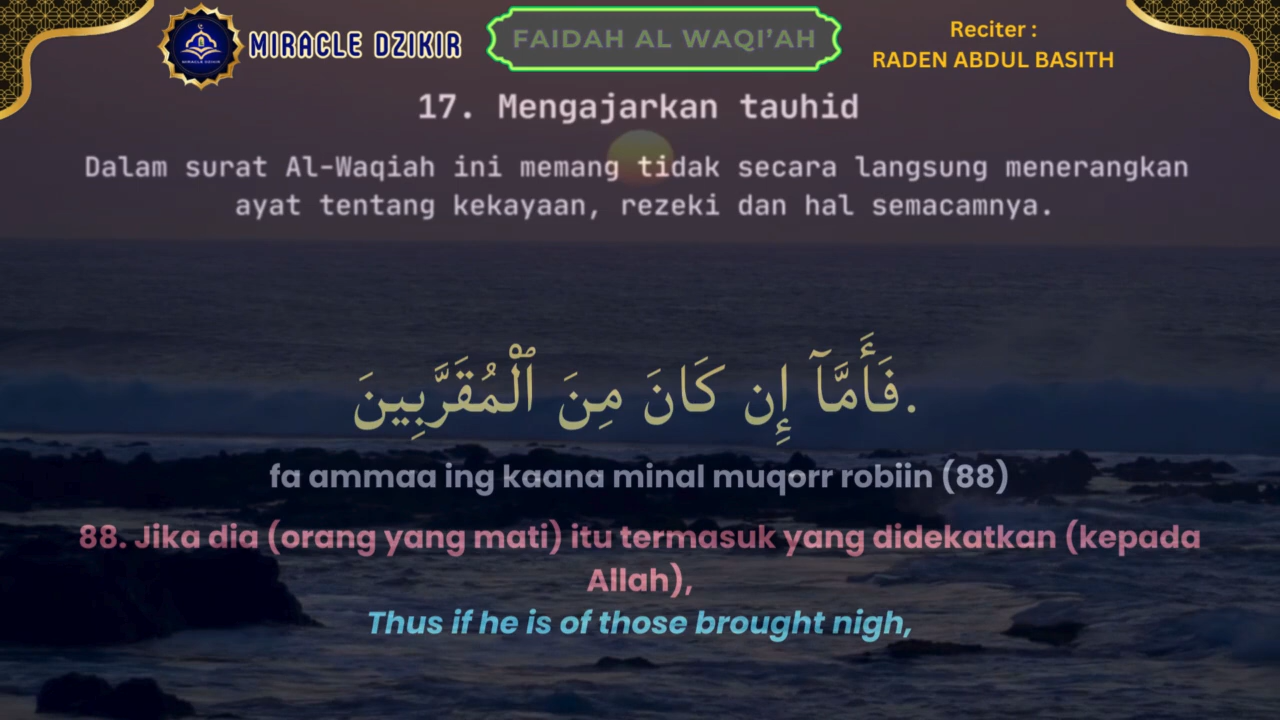 MIRACLE DZIKIR
FAIDAH AL WAQI'AH
Reciter :
RADEN ABDUL BASITH
17. Mengajarkan tauhid
Dalam surat Al-Waqiah ini memang tidak secara langsung menerangkan
ayat tentang kekayaan, rezeki dan hal semacamnya.
فَأَمَّآ إِن كَانَ مِنَ ٱلْمُقَرَّبِينَ.
fa ammaa ing kaana minal muqorr robiin (88)
88. Jika dia (orang yang mati) itu termasuk yang didekatkan (kepada
Allah),
Thus if he is of those brought nigh,